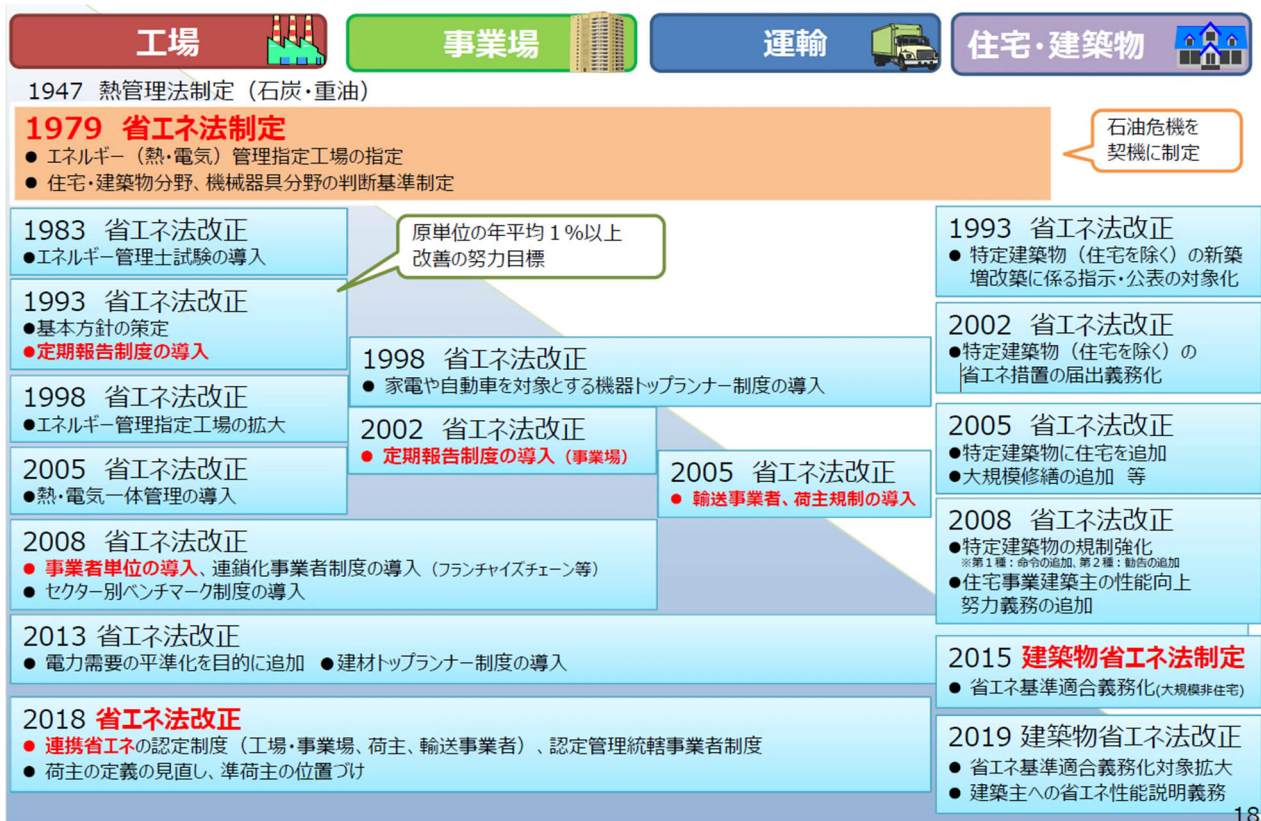 工場
事業場
運輸
住宅・建築物
1947 熱管理法制定（石炭・重油）
1979 省エネ法制定
● エネルギー（熱・電気）管理指定工場の指定
● 住宅・建築物分野、機械器具分野の判断基準制定
石油危機を
契機に制定
1983 省エネ法改正
●エネルギー管理士試験の導入
原単位の年平均１％以上
改善の努力目標
1993 省エネ法改正
●基本方針の策定
●定期報告制度の導入
1998 省エネ法改正
●エネルギー管理指定工場の拡大
2005 省エネ法改正
●熱・電気一体管理の導入
1998 省エネ法改正
● 家電や自動車を対象とする機器トップランナー制度の導入
2002 省エネ法改正
● 定期報告制度の導入（事業場）
2005 省エネ法改正
● 輸送事業者、荷主規制の導入
2008 省エネ法改正
● 事業者単位の導入、連鎖化事業者制度の導入（フランチャイズチェーン等）
● セクター別ベンチマーク制度の導入
2013 省エネ法改正
● 電力需要の平準化を目的に追加 ●建材トップランナー制度の導入
2018 省エネ法改正
● 連携省エネの認定制度（工場・事業場、荷主、輸送事業者）、認定管理統轄事業者制度
● 荷主の定義の見直し、準荷主の位置づけ
1993 省エネ法改正
● 特定建築物（住宅を除く）の新築
増改築に係る指示・公表の対象化
2002 省エネ法改正
●特定建築物（住宅を除く）の
省エネ措置の届出義務化
2005 省エネ法改正
●特定建築物に住宅を追加
●大規模修繕の追加 等
2008 省エネ法改正
●特定建築物の規制強化
※第１種：命令の追加、第２種：勧告の追加
●住宅事業建築主の性能向上
努力義務の追加
2015 建築物省エネ法制定
● 省エネ基準適合義務化(大規模非住宅)
2019 建築物省エネ法改正
● 省エネ基準適合義務化対象拡大
● 建築主への省エネ性能説明義務
18